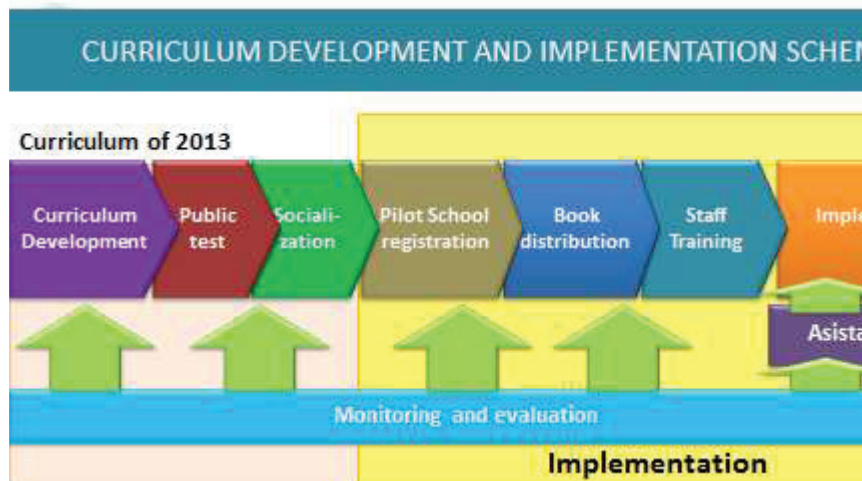 CURRICULUM DEVELOPMENT AND IMPLEMENTATION SCHEM
Curriculum of 2013
Curriculum
Development
Public
test
Sociali-
zation
Pilot School
registration
Book
distribution
Staff
Training
Imple
Asista
Monitoring and evaluation
Implementation